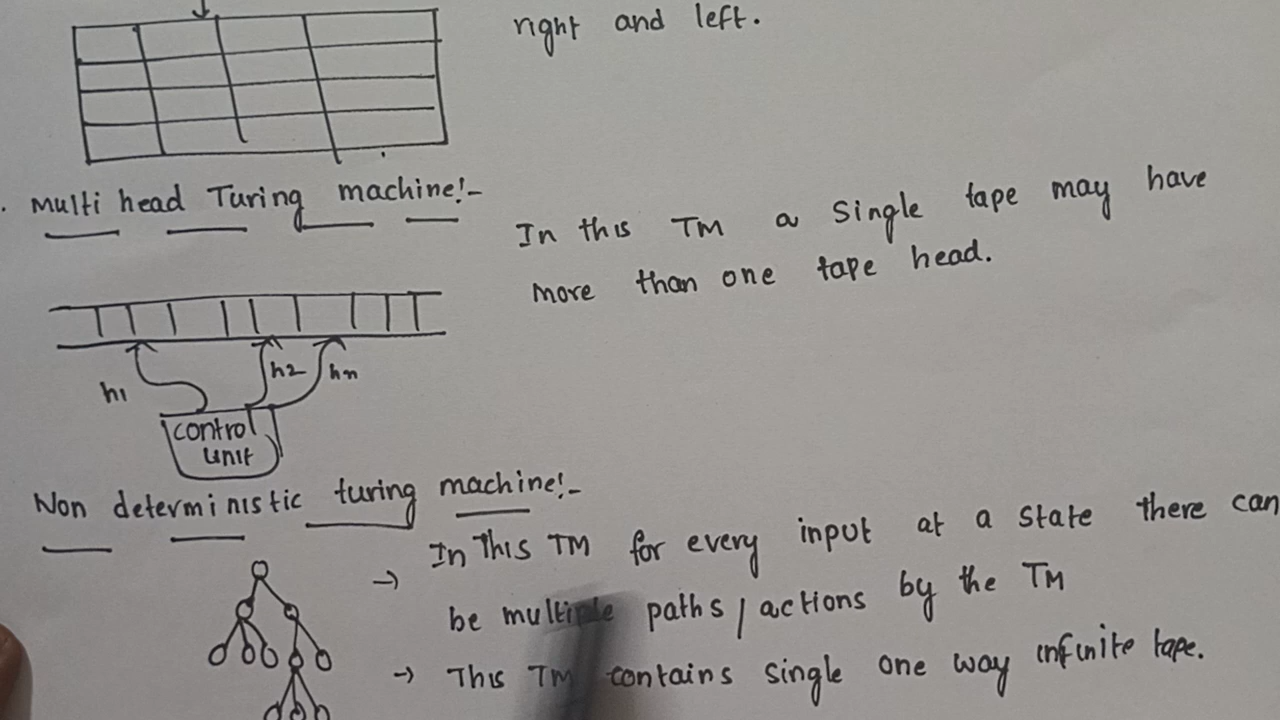 right and left.
. Multi head Turing machine!-
In this TM a single tape may have
more than one tape head.
h1
h2
hn
control
unit
Non deterministic turing machine!-
→ In This TM for every input at a state there can
be multiple paths / actions by the TM
→ This TM contains single one way infinite tape.